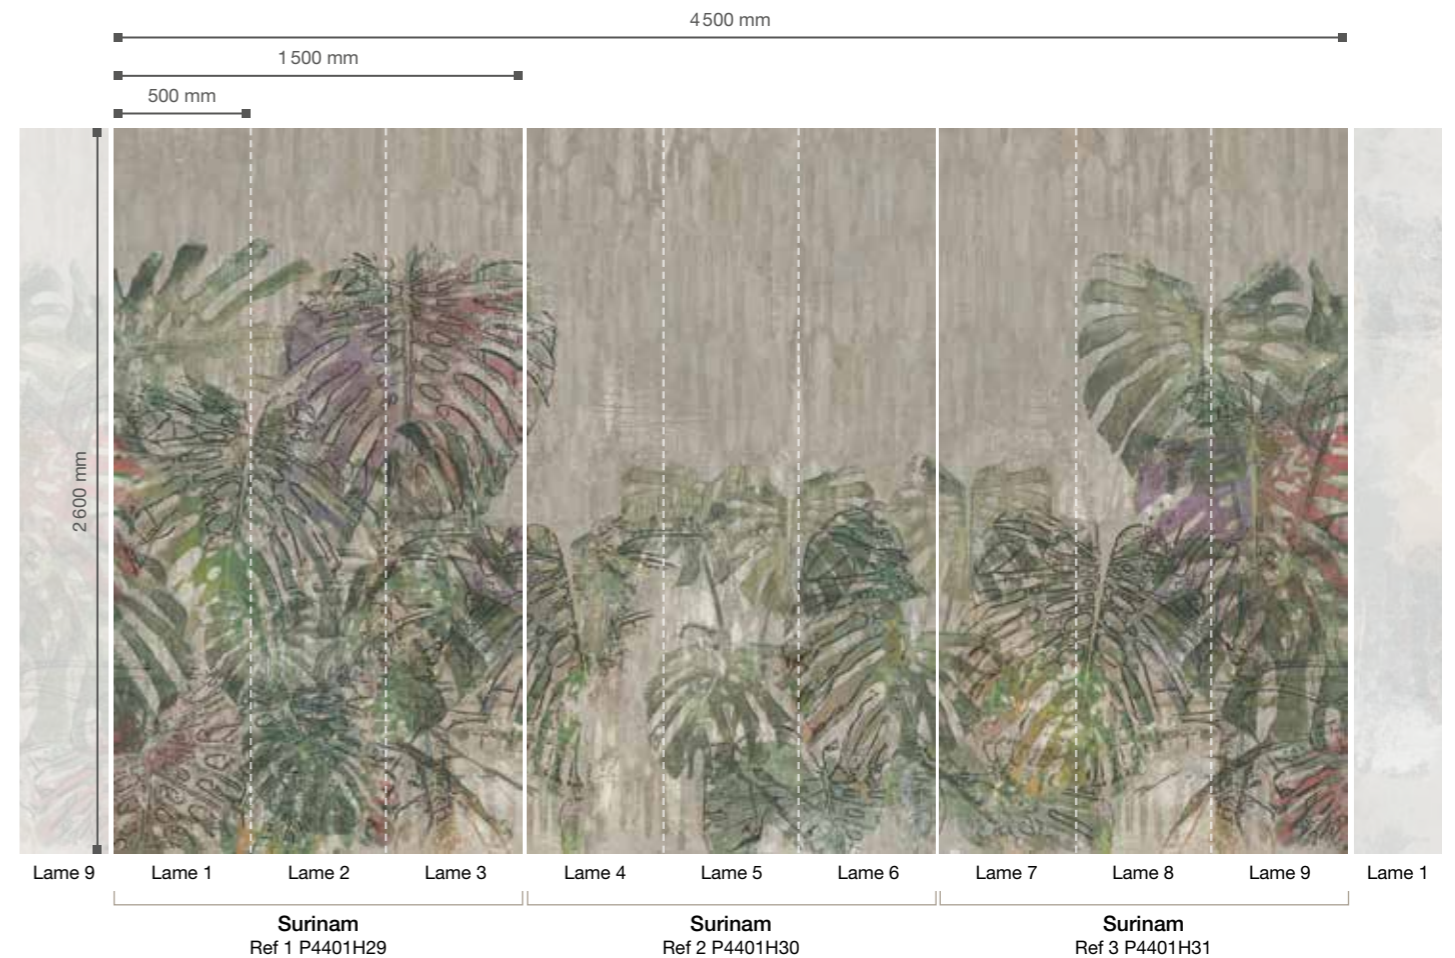 4500 mm
1500 mm
500 mm
2600 mm
Lame 9
Lame 1
Lame 2
Lame 3
Lame 4
Lame 5
Lame 6
Lame 7
Lame 8
Lame 9
Lame 1
Surinam
Ref 1 P4401H29
Surinam
Ref 2 P4401H30
Surinam
Ref 3 P4401H31